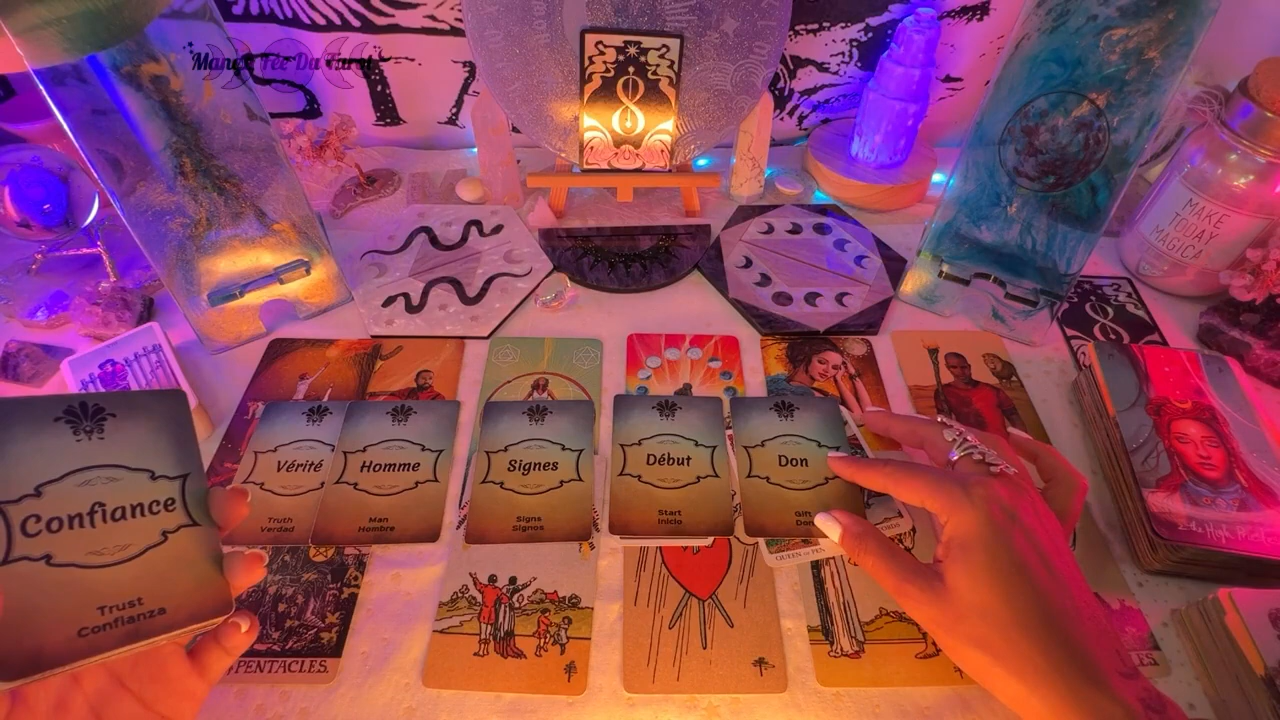 Manest Fée Du Tarot
MAKE
TODAY
MAGICAL
Confiance
Trust
Confianza
Vérité
Truth
Verdad
Homme
Man
Hombre
Signes
Signs
Signos
Début
Start
Inicio
Don
Gift
Don
PENTACLES.